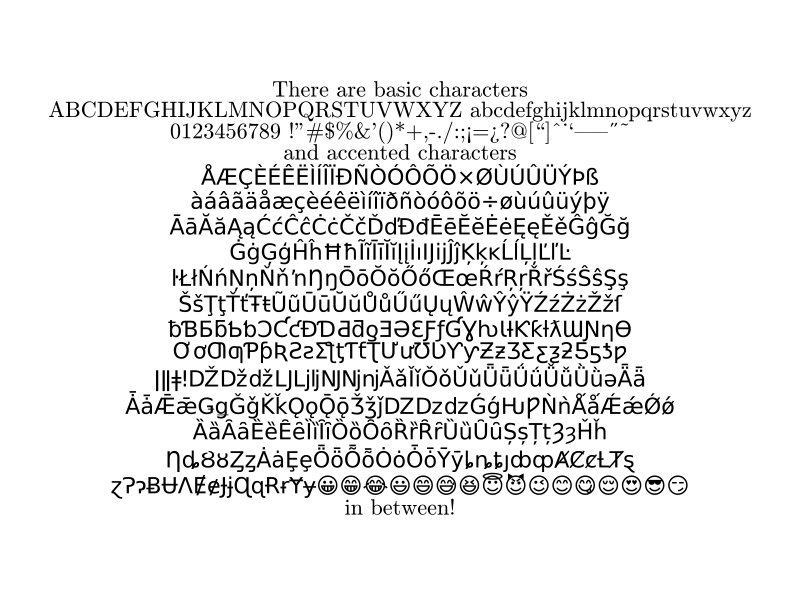 There are basic characters
ABCDEFGHIJKLMNOPQRSTUVWXYZ abcdefghijklmnopqrstuvwxyz
0123456789 !”#$%&’()*+,-./:;¡=¿?@[“]ˆ˙‘–—˝˜
and accented characters
ÅÆÇÈÉÊËÌÍÎÏÐÑÒÓÔÕÖ×ØÙÚÛÜÝÞß
àáâãäåæçèéêëìíîïðñòóôõö÷øùúûüýþÿ
ĀāĂăĄąĆćĈĉĊċČčĎďĐđĒēĔĕĖėĘęĚěĜĝĞğ
ĠġĢģĤĥĦħĨĩĪīĬĭĮįİıĲĳĴĵĶķĸĹĺĻļĽľĿ
ŀŁłŃńŅņŇňŉŊŋŌōŎŏŐőŒœŔŕŖŗŘřŚśŜŝŞş
ŠšŢţŤťŦŧŨũŪūŬŭŮůŰűŲųŴŵŶŷŸŹźŻżŽžſ
ƀƁƂƃƄƅƆƇƈƉƊƋƌƍƎƏƐƑƒƓƔƕƖƗƘƙƚƛƜƝƞƟ
ƠơƢƣƤƥƦƧƨƩƪƫƬƭƮƯưƱƲƳƴƵƶƷƸƹƺƻƼƽƾƿ
ǀǁǂǃǄǅǆǇǈǉǊǋǌǍǎǏǐǑǒǓǔǕǖǗǘǙǚǛǜǝǞǟ
ǠǡǢǣǤǥǦǧǨǩǪǫǬǭǮǯǰǱǲǳǴǵǶǷǸǹǺǻǼǽǾǿ
ȀȁȂȃȄȅȆȇȈȉȊȋȌȍȎȏȐȑȒȓȔȕȖȗȘșȚțȜȝȞȟ
ȠȡȢȣȤȥȦȧȨȩȪȫȬȭȮȯȰȱȲȳȴȵȶȷȸȹȺȻȼȽȾȿ
ɀɁɂɃɄɅɆɇɈɉɊɋɌɍɎɏ😀😁😂😃😄😅😆😇😈😉😊😋😌😍😎😏
in between!